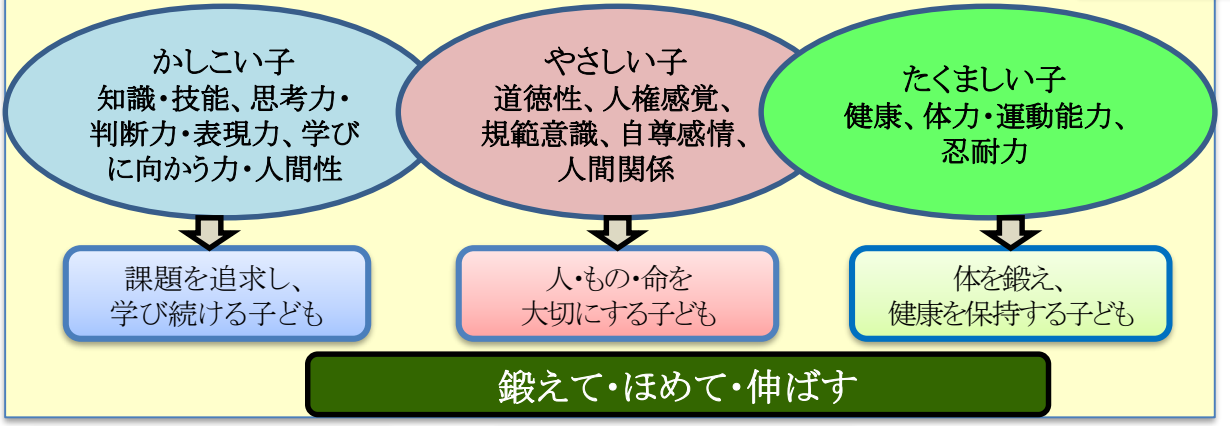 かしこい子
知識・技能、思考力・
判断力・表現力、学び
に向かう力・人間性
やさしい子
道徳性、人権感覚、
規範意識、自尊感情、
人間関係
たくましい子
健康、体力・運動能力、
忍耐力
課題を追求し、
学び続ける子ども
人・もの・命を
大切にする子ども
体を鍛え、
健康を保持する子ども
鍛えて・ほめて・伸ばす